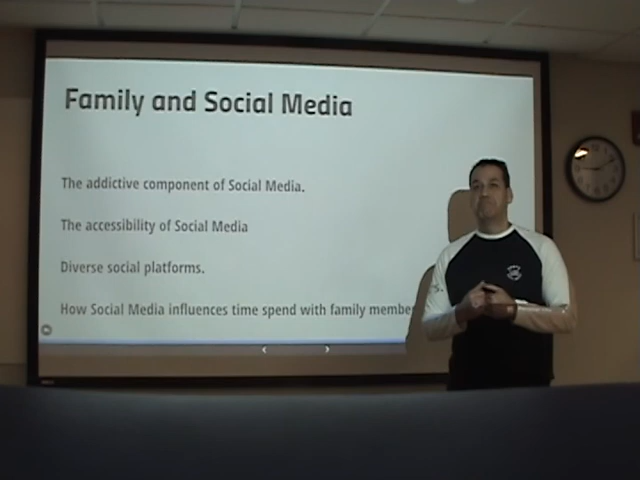 Family and Social Media
The addictive component of Social Media.
The accessibility of Social Media
Diverse social platforms.
How Social Media influences time spend with family membe s.